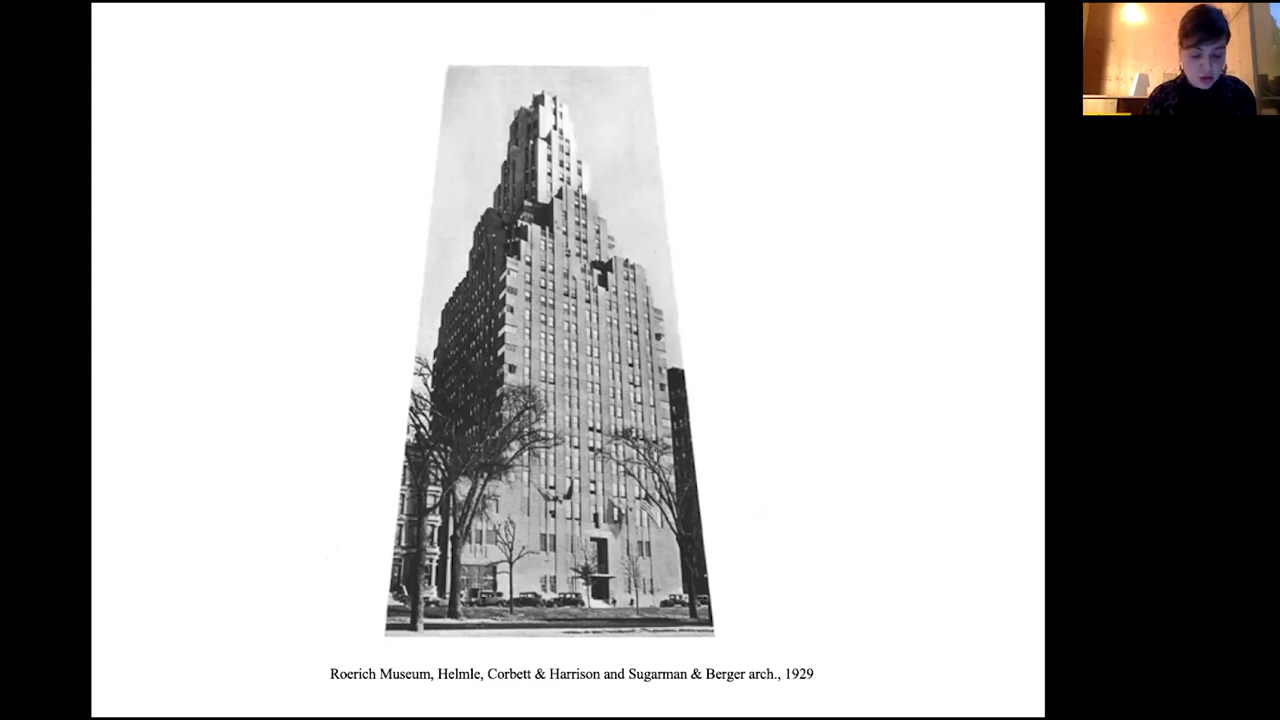 Roerich Museum, Helmle, Corbett & Harrison and Sugarman & Berger arch., 1929